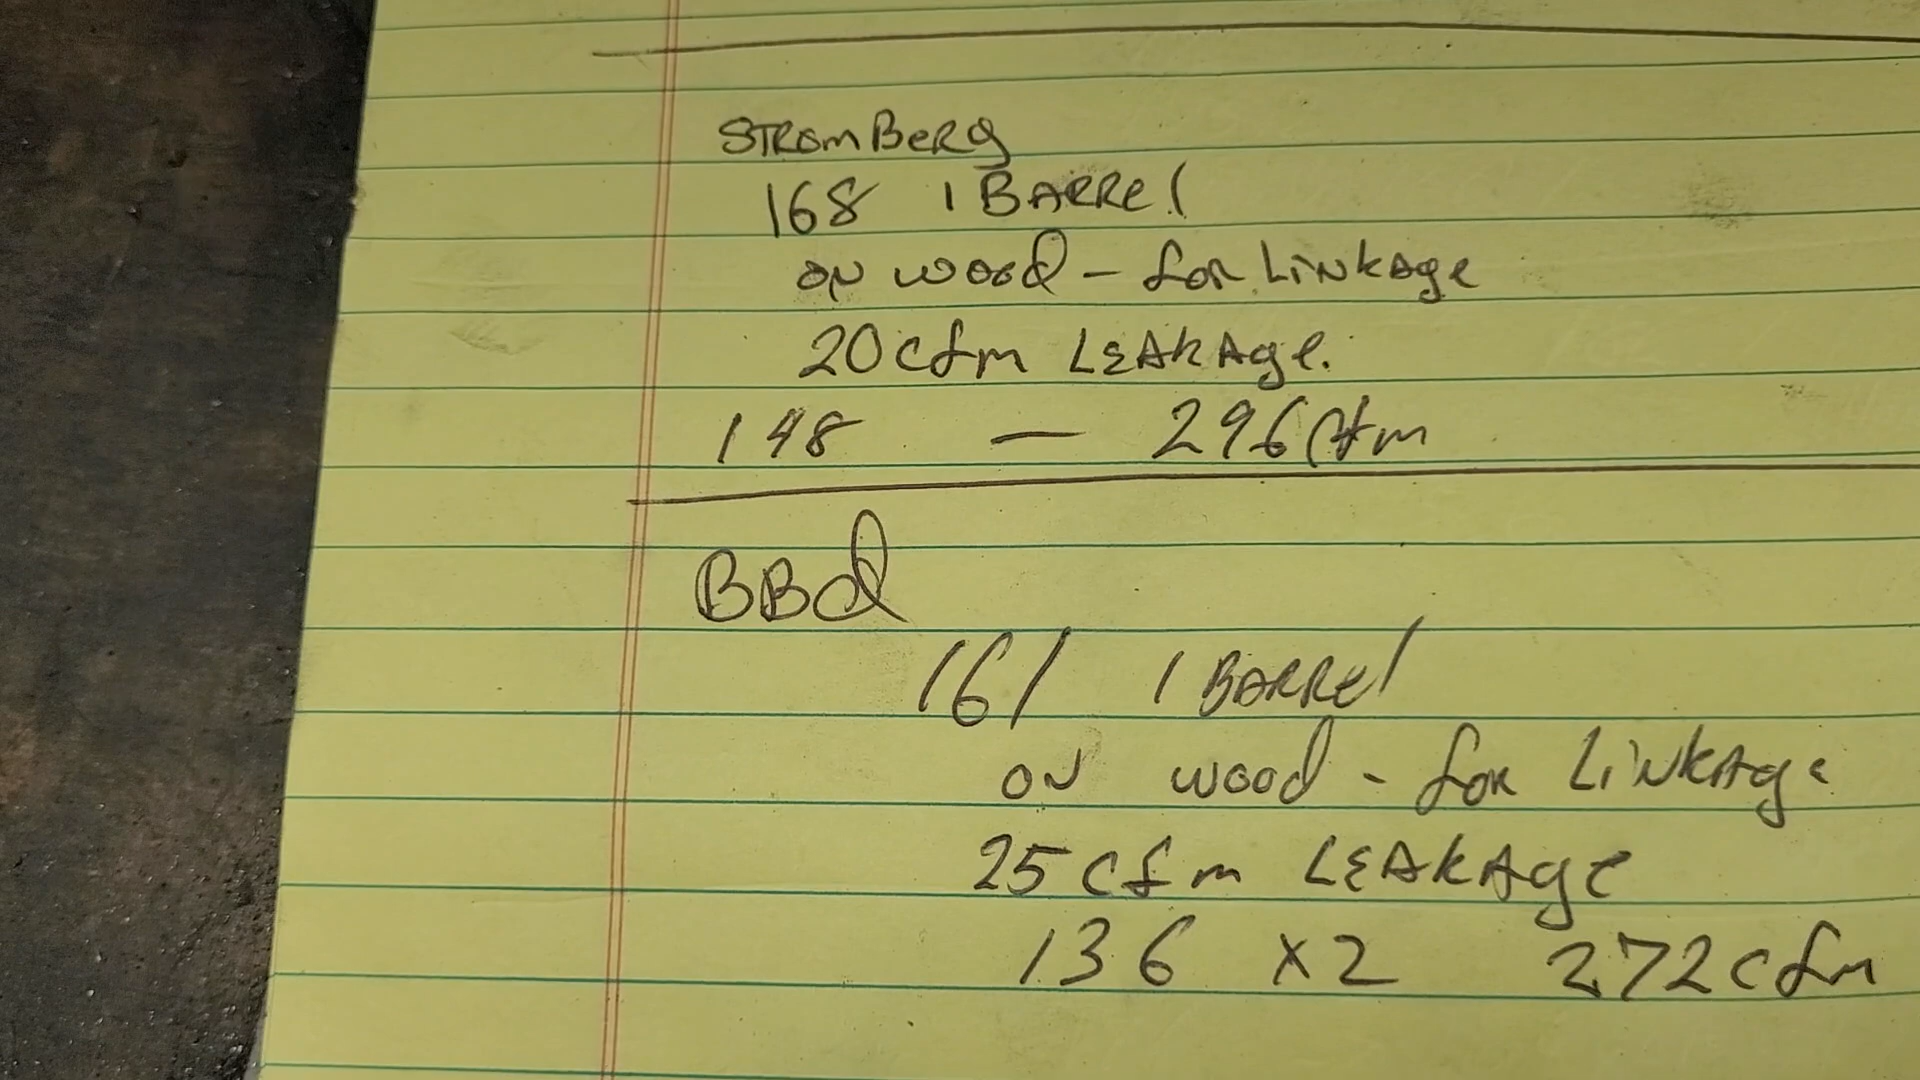 STROMBERG
168 1 BARREL
ON WOOD - for LINKAge
20 cfm LEAKAge.
148 — 296 cfm
BBd
161 1 BARRel
ON WOOD - for LINKAge
25 cfm LEAKAge
136 x2 272 cfm